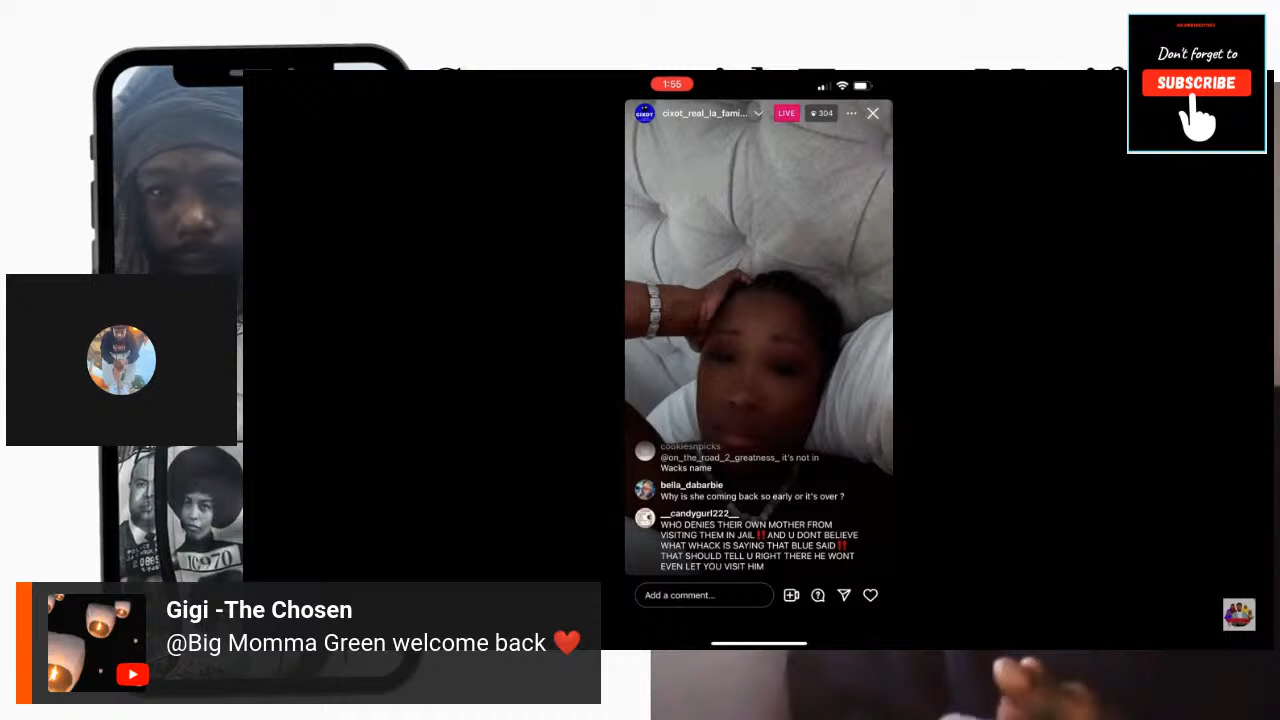 Don't forget to
SUBSCRIBE
1:55
cixot_real_la_fami...
LIVE
304
cookiesnpicks
@on_the_road_2_greatness_ it's not in
Wacks name
bella_dabarbie
Why is she coming back so early or it's over ?
__candygurl222__
WHO DENIES THEIR OWN MOTHER FROM
VISITING THEM IN JAIL‼️AND U DONT BELIEVE
WHAT WHACK IS SAYING THAT BLUE SAID‼️
THAT SHOULD TELL U RIGHT THERE HE WONT
EVEN LET YOU VISIT HIM
Add a comment...
Gigi -The Chosen
@Big Momma Green welcome back ❤️